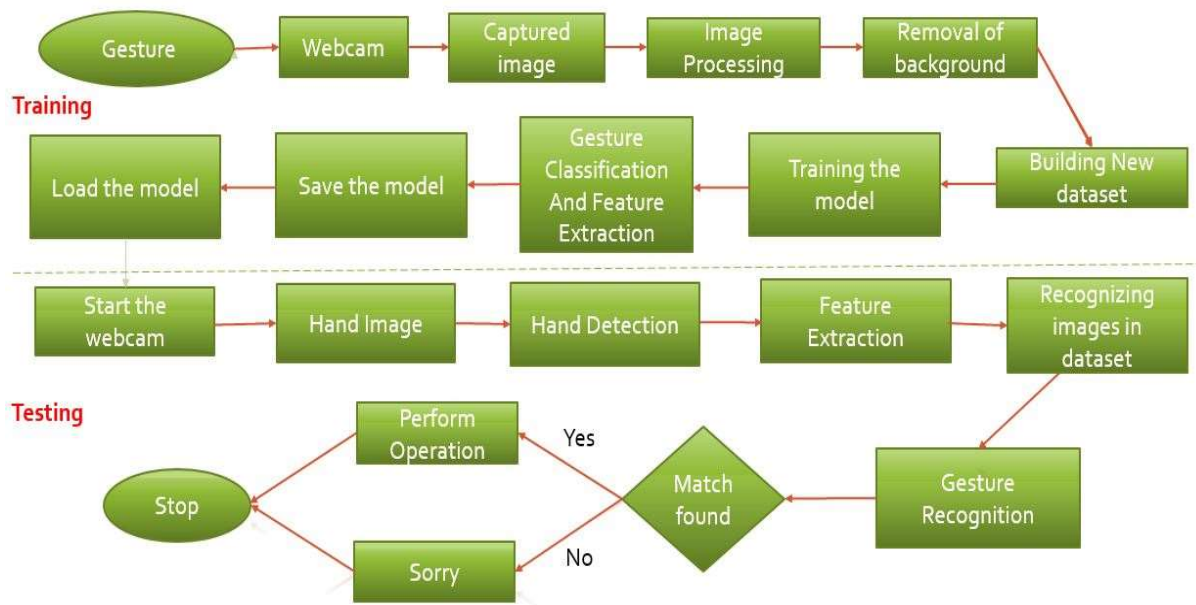 Gesture
Webcam
Captured
image
Image
Processing
Removal of
background
Training
Load the model
Save the model
Gesture
Classification
And Feature
Extraction
Training the
model
Building New
dataset
Start the
webcam
Hand Image
Hand Detection
Feature
Extraction
Recognizing
images in
dataset
Testing
Perform
Operation
Yes
Stop
Match
found
Gesture
Recognition
No
Sorry